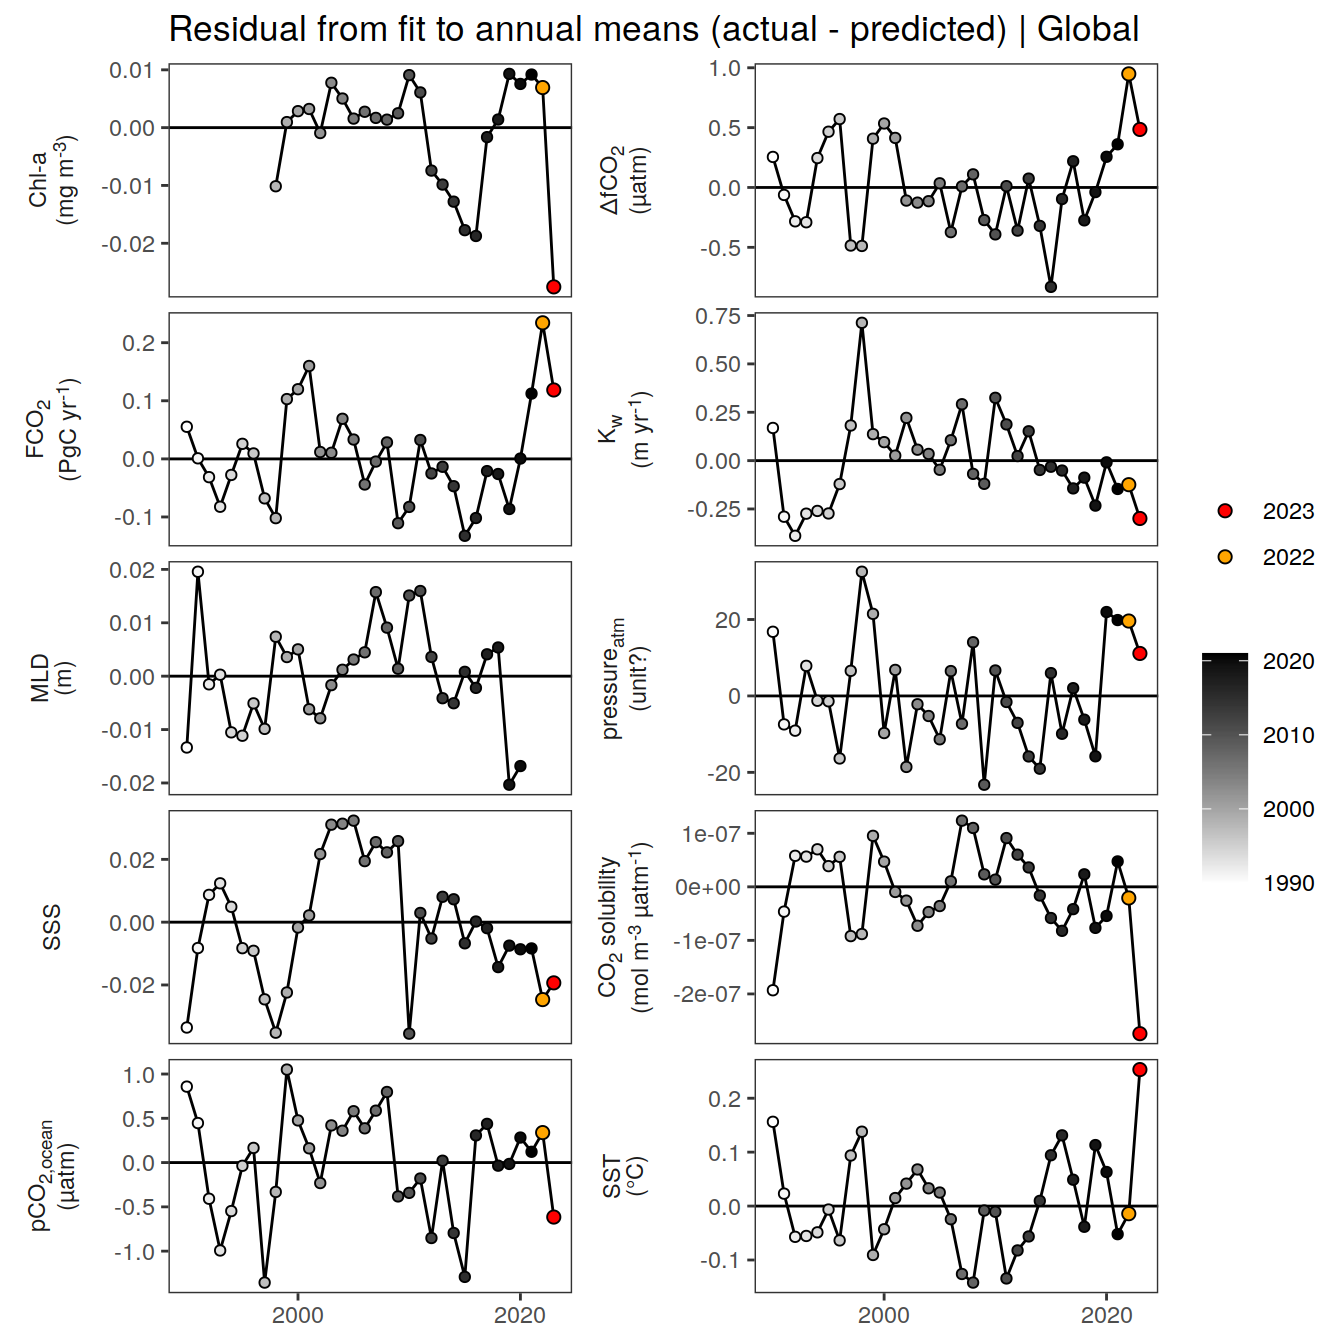 Residual from fit to annual means (actual - predicted) | Global
Chl-a
(mg m-3)
0.01
0.00
-0.01
-0.02
ΔfCO2
(µatm)
1.0
0.5
0.0
-0.5
FCO2
(PgC yr-1)
0.2
0.1
0.0
-0.1
Kw
(m yr-1)
0.75
0.50
0.25
0.00
-0.25
MLD
(m)
0.02
0.01
0.00
-0.01
-0.02
pressureatm
(unit?)
20
0
-20
SSS
0.02
0.00
-0.02
CO2 solubility
(mol m-3 µatm-1)
1e-07
0e+00
-1e-07
-2e-07
pCO2,ocean
(µatm)
1.0
0.5
0.0
-0.5
-1.0
2000
2020
SST
(°C)
0.2
0.1
0.0
-0.1
2000
2020
2023
2022
2020
2010
2000
1990